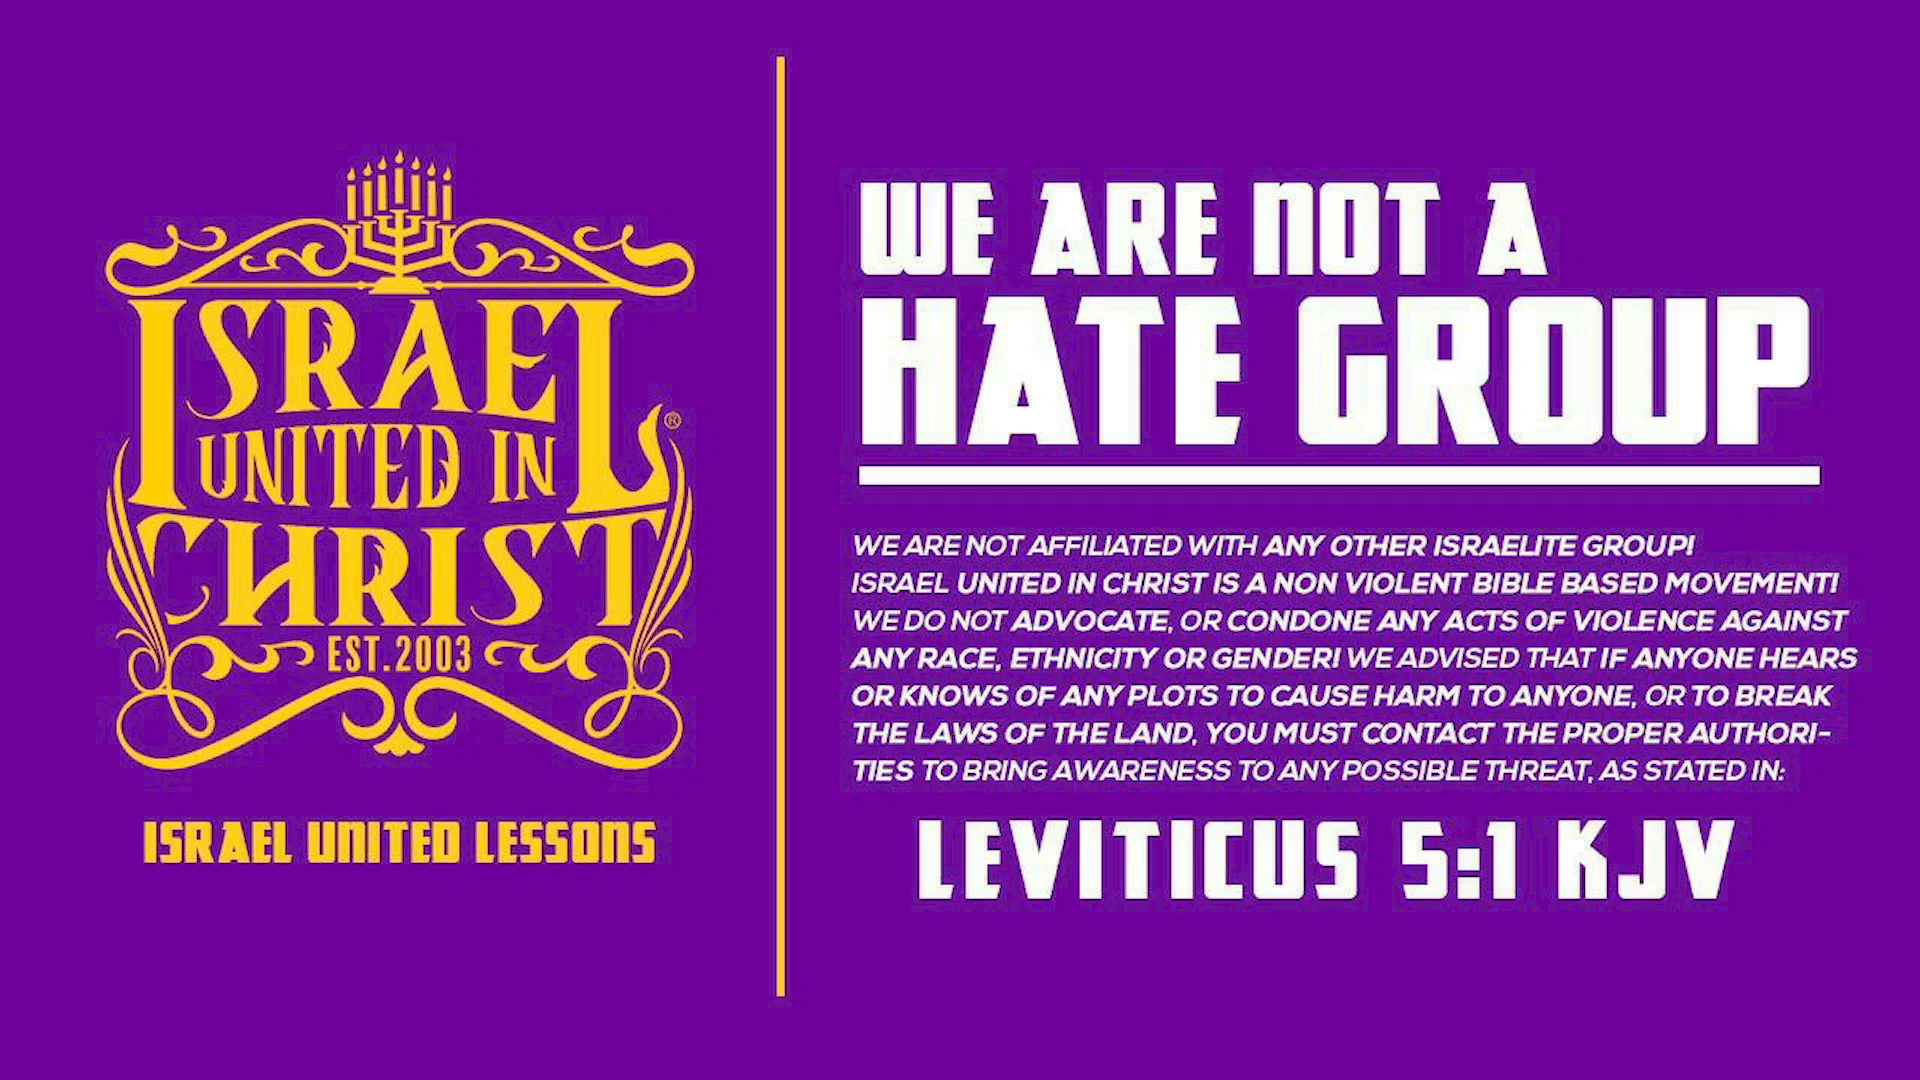 ISRAEL
UNITED IN
CHRIST
®
EST.2003
ISRAEL UNITED LESSONS
WE ARE NOT A
HATE GROUP
WE ARE NOT AFFILIATED WITH ANY OTHER ISRAELITE GROUP!
ISRAEL UNITED IN CHRIST IS A NON VIOLENT BIBLE BASED MOVEMENT!
WE DO NOT ADVOCATE, OR CONDONE ANY ACTS OF VIOLENCE AGAINST
ANY RACE, ETHNICITY OR GENDER! WE ADVISED THAT IF ANYONE HEARS
OR KNOWS OF ANY PLOTS TO CAUSE HARM TO ANYONE, OR TO BREAK
THE LAWS OF THE LAND, YOU MUST CONTACT THE PROPER AUTHORI-
TIES TO BRING AWARENESS TO ANY POSSIBLE THREAT, AS STATED IN:
LEVITICUS 5:1 KJV